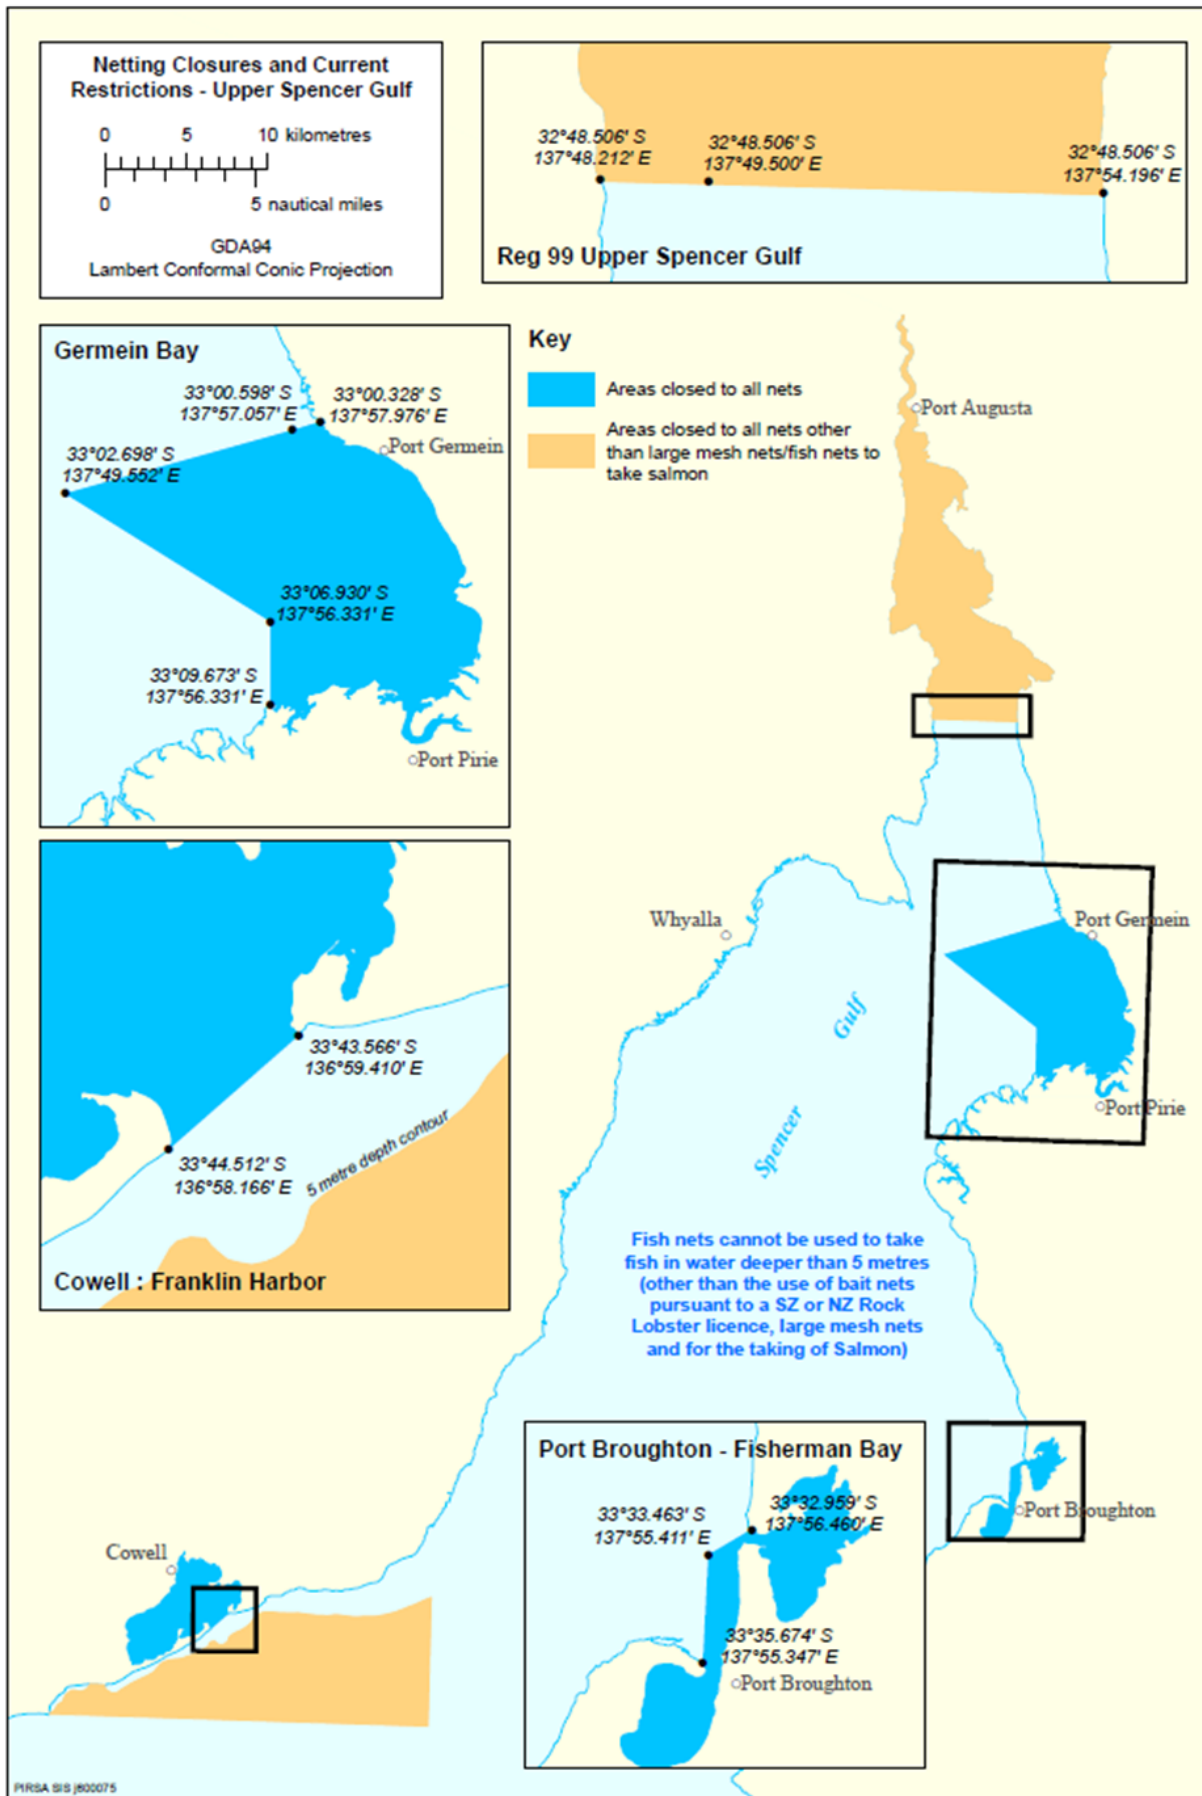 Netting Closures and Current
Restrictions - Upper Spencer Gulf
0 5 10 kilometres
0 5 nautical miles
GDA94
Lambert Conformal Conic Projection
32°48.506' S
137°48.212' E
32°48.506' S
137°49.500' E
32°48.506' S
137°54.196' E
Reg 99 Upper Spencer Gulf
Germein Bay
33°00.598' S
137°57.057' E
33°00.328' S
137°57.976' E
Port Germein
33°02.698' S
137°49.552' E
33°06.930' S
137°56.331' E
33°09.673' S
137°56.331' E
Port Pirie
Key
Areas closed to all nets
Areas closed to all nets other
than large mesh nets/fish nets to
take salmon
Port Augusta
Whyalla
Port Germein
Gulf
Spencer
Port Pirie
33°43.566' S
136°59.410' E
33°44.512' S
136°58.166' E
5 metre depth contour
Cowell : Franklin Harbor
Fish nets cannot be used to take
fish in water deeper than 5 metres
(other than the use of bait nets
pursuant to a SZ or NZ Rock
Lobster licence, large mesh nets
and for the taking of Salmon)
Port Broughton - Fisherman Bay
33°33.463' S
137°55.411' E
33°32.959' S
137°56.460' E
33°35.674' S
137°55.347' E
Port Broughton
Port Broughton
Cowell
PIRSA SIS j600075